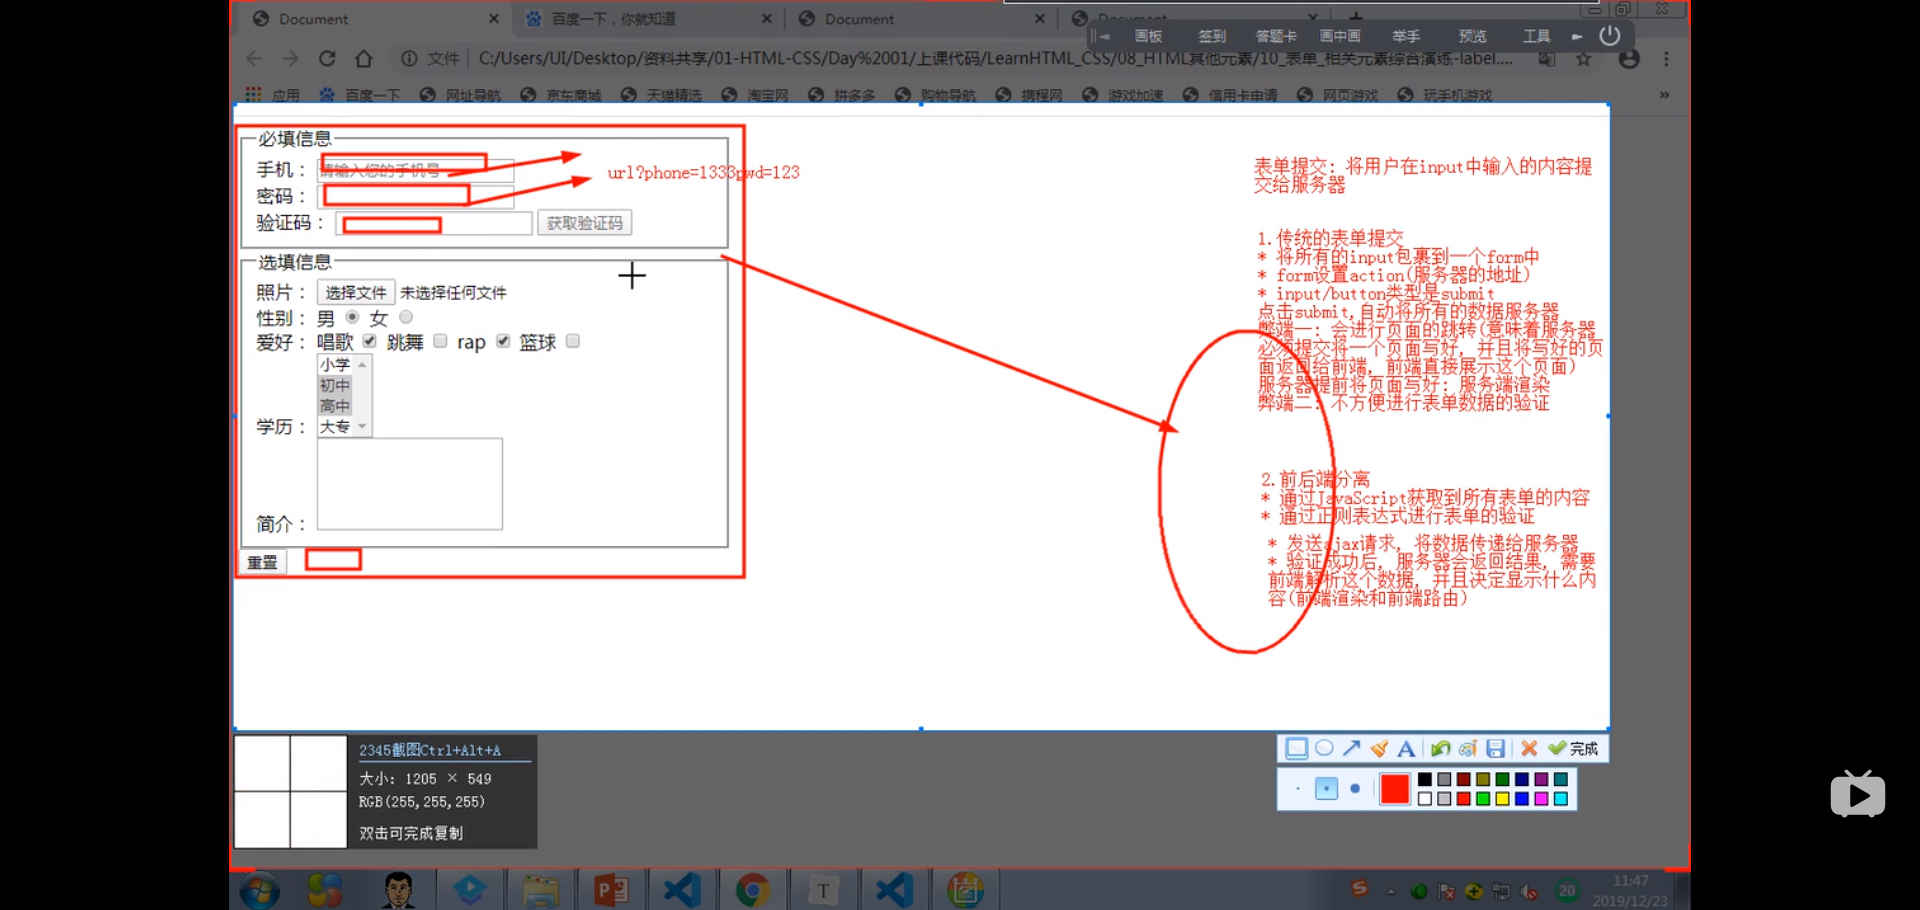 Document
百度一下，你就知道
Document
Document
画板 签到 答题卡 画中画 举手 预览 工具
文件 C:/Users/UI/Desktop/资料共享/01-HTML-CSS/Day%2001/上课代码/LearnHTML_CSS/08_HTML其他元素/10_表单_相关元素综合演练-label....
应用 百度一下 网址导航 京东商城 天猫精选 淘宝网 拼多多 购物导航 携程网 游戏加速 信用卡申请 网页游戏 玩手机游戏 »
必填信息
手机： 请输入您的手机号
密码：
验证码： 获取验证码
url?phone=1333pwd=123
选填信息
照片： 选择文件 未选择任何文件
性别： 男 女
爱好： 唱歌 跳舞 rap 篮球
小学
初中
高中
学历： 大专
简介：
重置
表单提交: 将用户在input中输入的内容提
交给服务器
1.传统的表单提交
* 将所有的input包裹到一个form中
* form设置action(服务器的地址)
* input/button类型是submit
点击submit,自动将所有的数据服务器
弊端一: 会进行页面的跳转(意味着服务器
必须提交将一个页面写好, 并且将写好的页
面返回给前端, 前端直接展示这个页面)
服务器提前将页面写好: 服务端渲染
弊端二: 不方便进行表单数据的验证
2.前后端分离
* 通过JavaScript获取到所有表单的内容
* 通过正则表达式进行表单的验证
* 发送ajax请求, 将数据传递给服务器
* 验证成功后, 服务器会返回结果, 需要
前端解析这个数据, 并且决定显示什么内
容(前端渲染和前端路由)
2345截图Ctrl+Alt+A
大小: 1205 × 549
RGB(255,255,255)
双击可完成复制
A 完成
T
20
11:47
2019/12/23